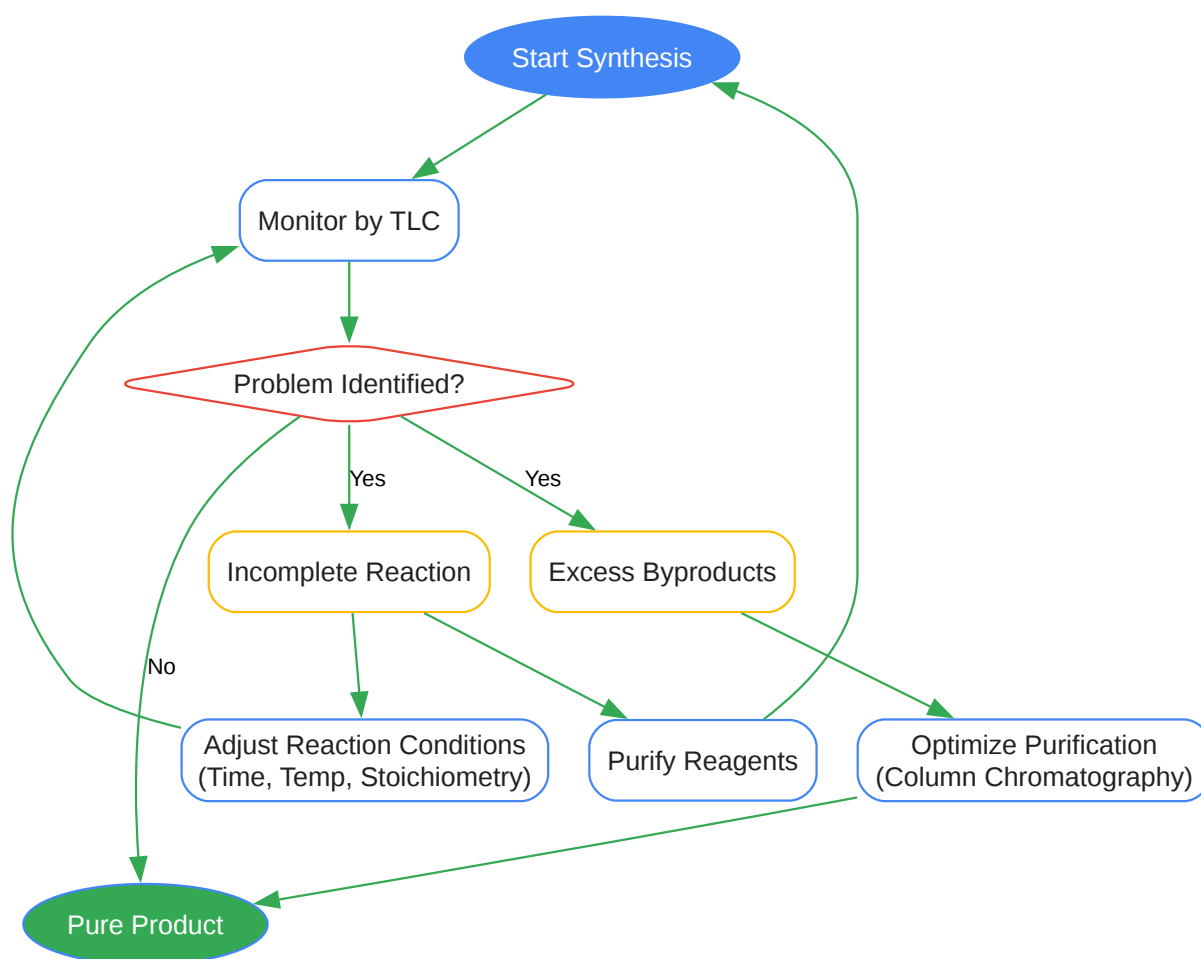 Start Synthesis
Monitor by TLC
Problem Identified?
Yes
Yes
Incomplete Reaction
Excess Byproducts
No
Adjust Reaction Conditions
(Time, Temp, Stoichiometry)
Purify Reagents
Optimize Purification
(Column Chromatography)
Pure Product